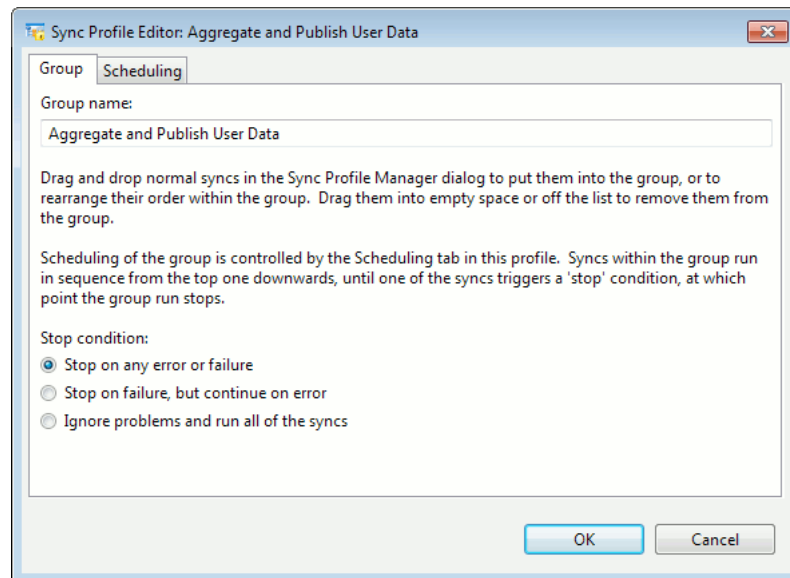 Sync Profile Editor: Aggregate and Publish User Data
Group
Scheduling
Group name:
Aggregate and Publish User Data
Drag and drop normal syncs in the Sync Profile Manager dialog to put them into the group, or to
rearrange their order within the group.  Drag them into empty space or off the list to remove them from
the group.
Scheduling of the group is controlled by the Scheduling tab in this profile.  Syncs within the group run
in sequence from the top one downwards, until one of the syncs triggers a 'stop' condition, at which
point the group run stops.
Stop condition:
Stop on any error or failure
Stop on failure, but continue on error
Ignore problems and run all of the syncs
OK
Cancel